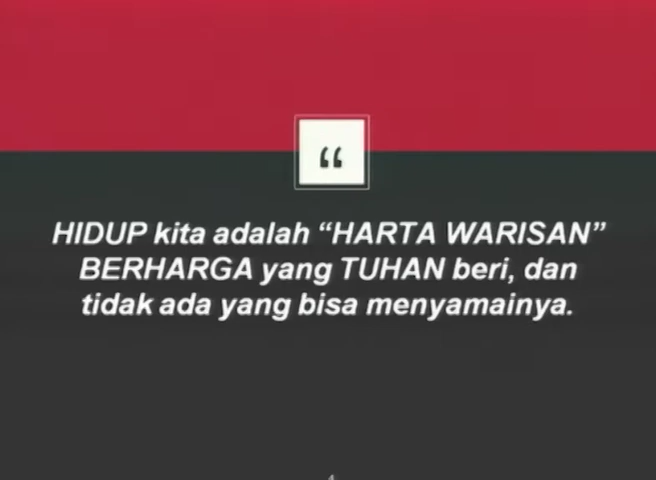 “
HIDUP kita adalah “HARTA WARISAN”
BERHARGA yang TUHAN beri, dan
tidak ada yang bisa menyamainya.